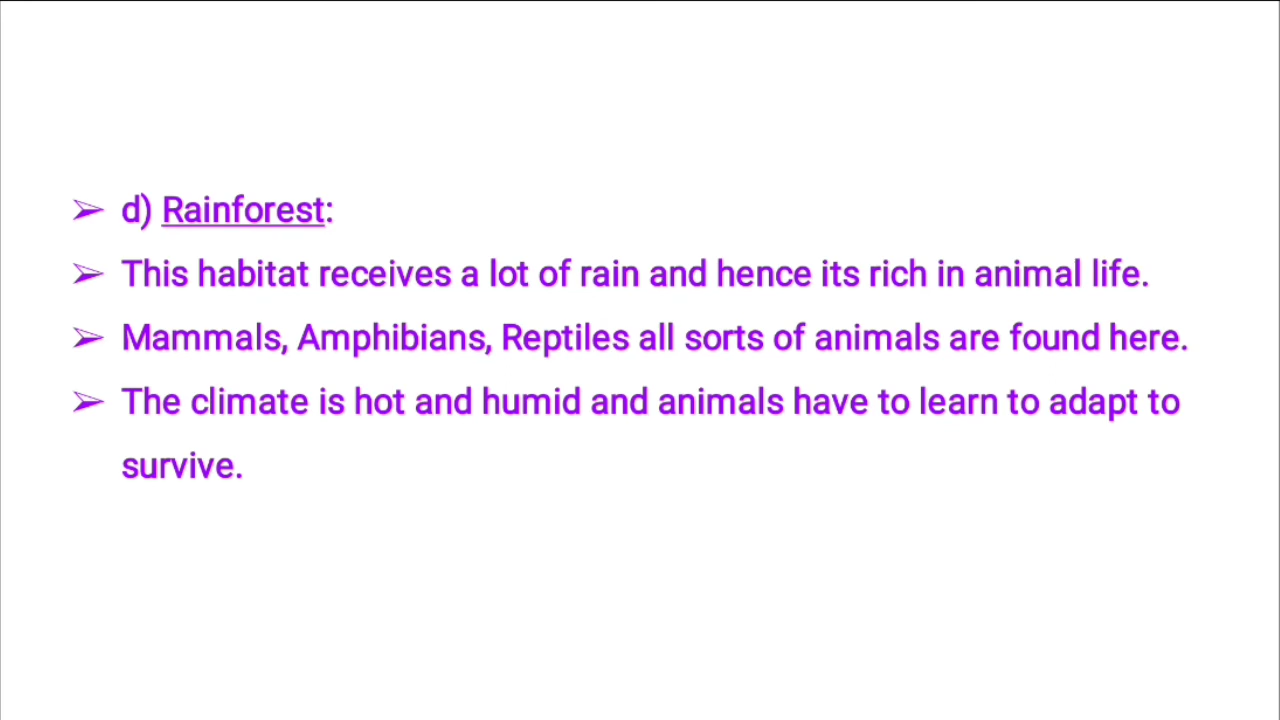 ➢ d) Rainforest:
➢ This habitat receives a lot of rain and hence its rich in animal life.
➢ Mammals, Amphibians, Reptiles all sorts of animals are found here.
➢ The climate is hot and humid and animals have to learn to adapt to
survive.